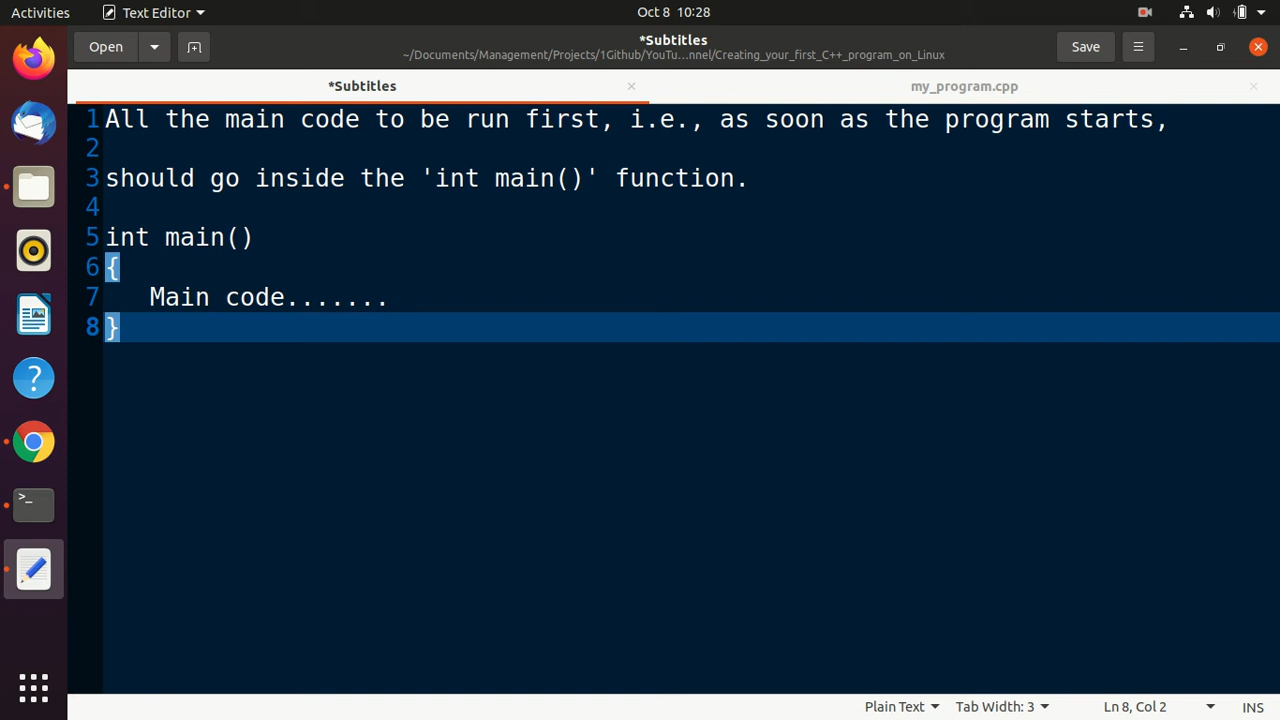 Activities
Text Editor
Oct 8 10:28
Open
*Subtitles
~/Documents/Management/Projects/1Github/YouTu…nnel/Creating_your_first_C++_program_on_Linux
Save
*Subtitles
my_program.cpp
1 All the main code to be run first, i.e., as soon as the program starts,
2
3 should go inside the 'int main()' function.
4
5 int main()
6 {
7    Main code.......
8 }
Plain Text
Tab Width: 3
Ln 8, Col 2
INS